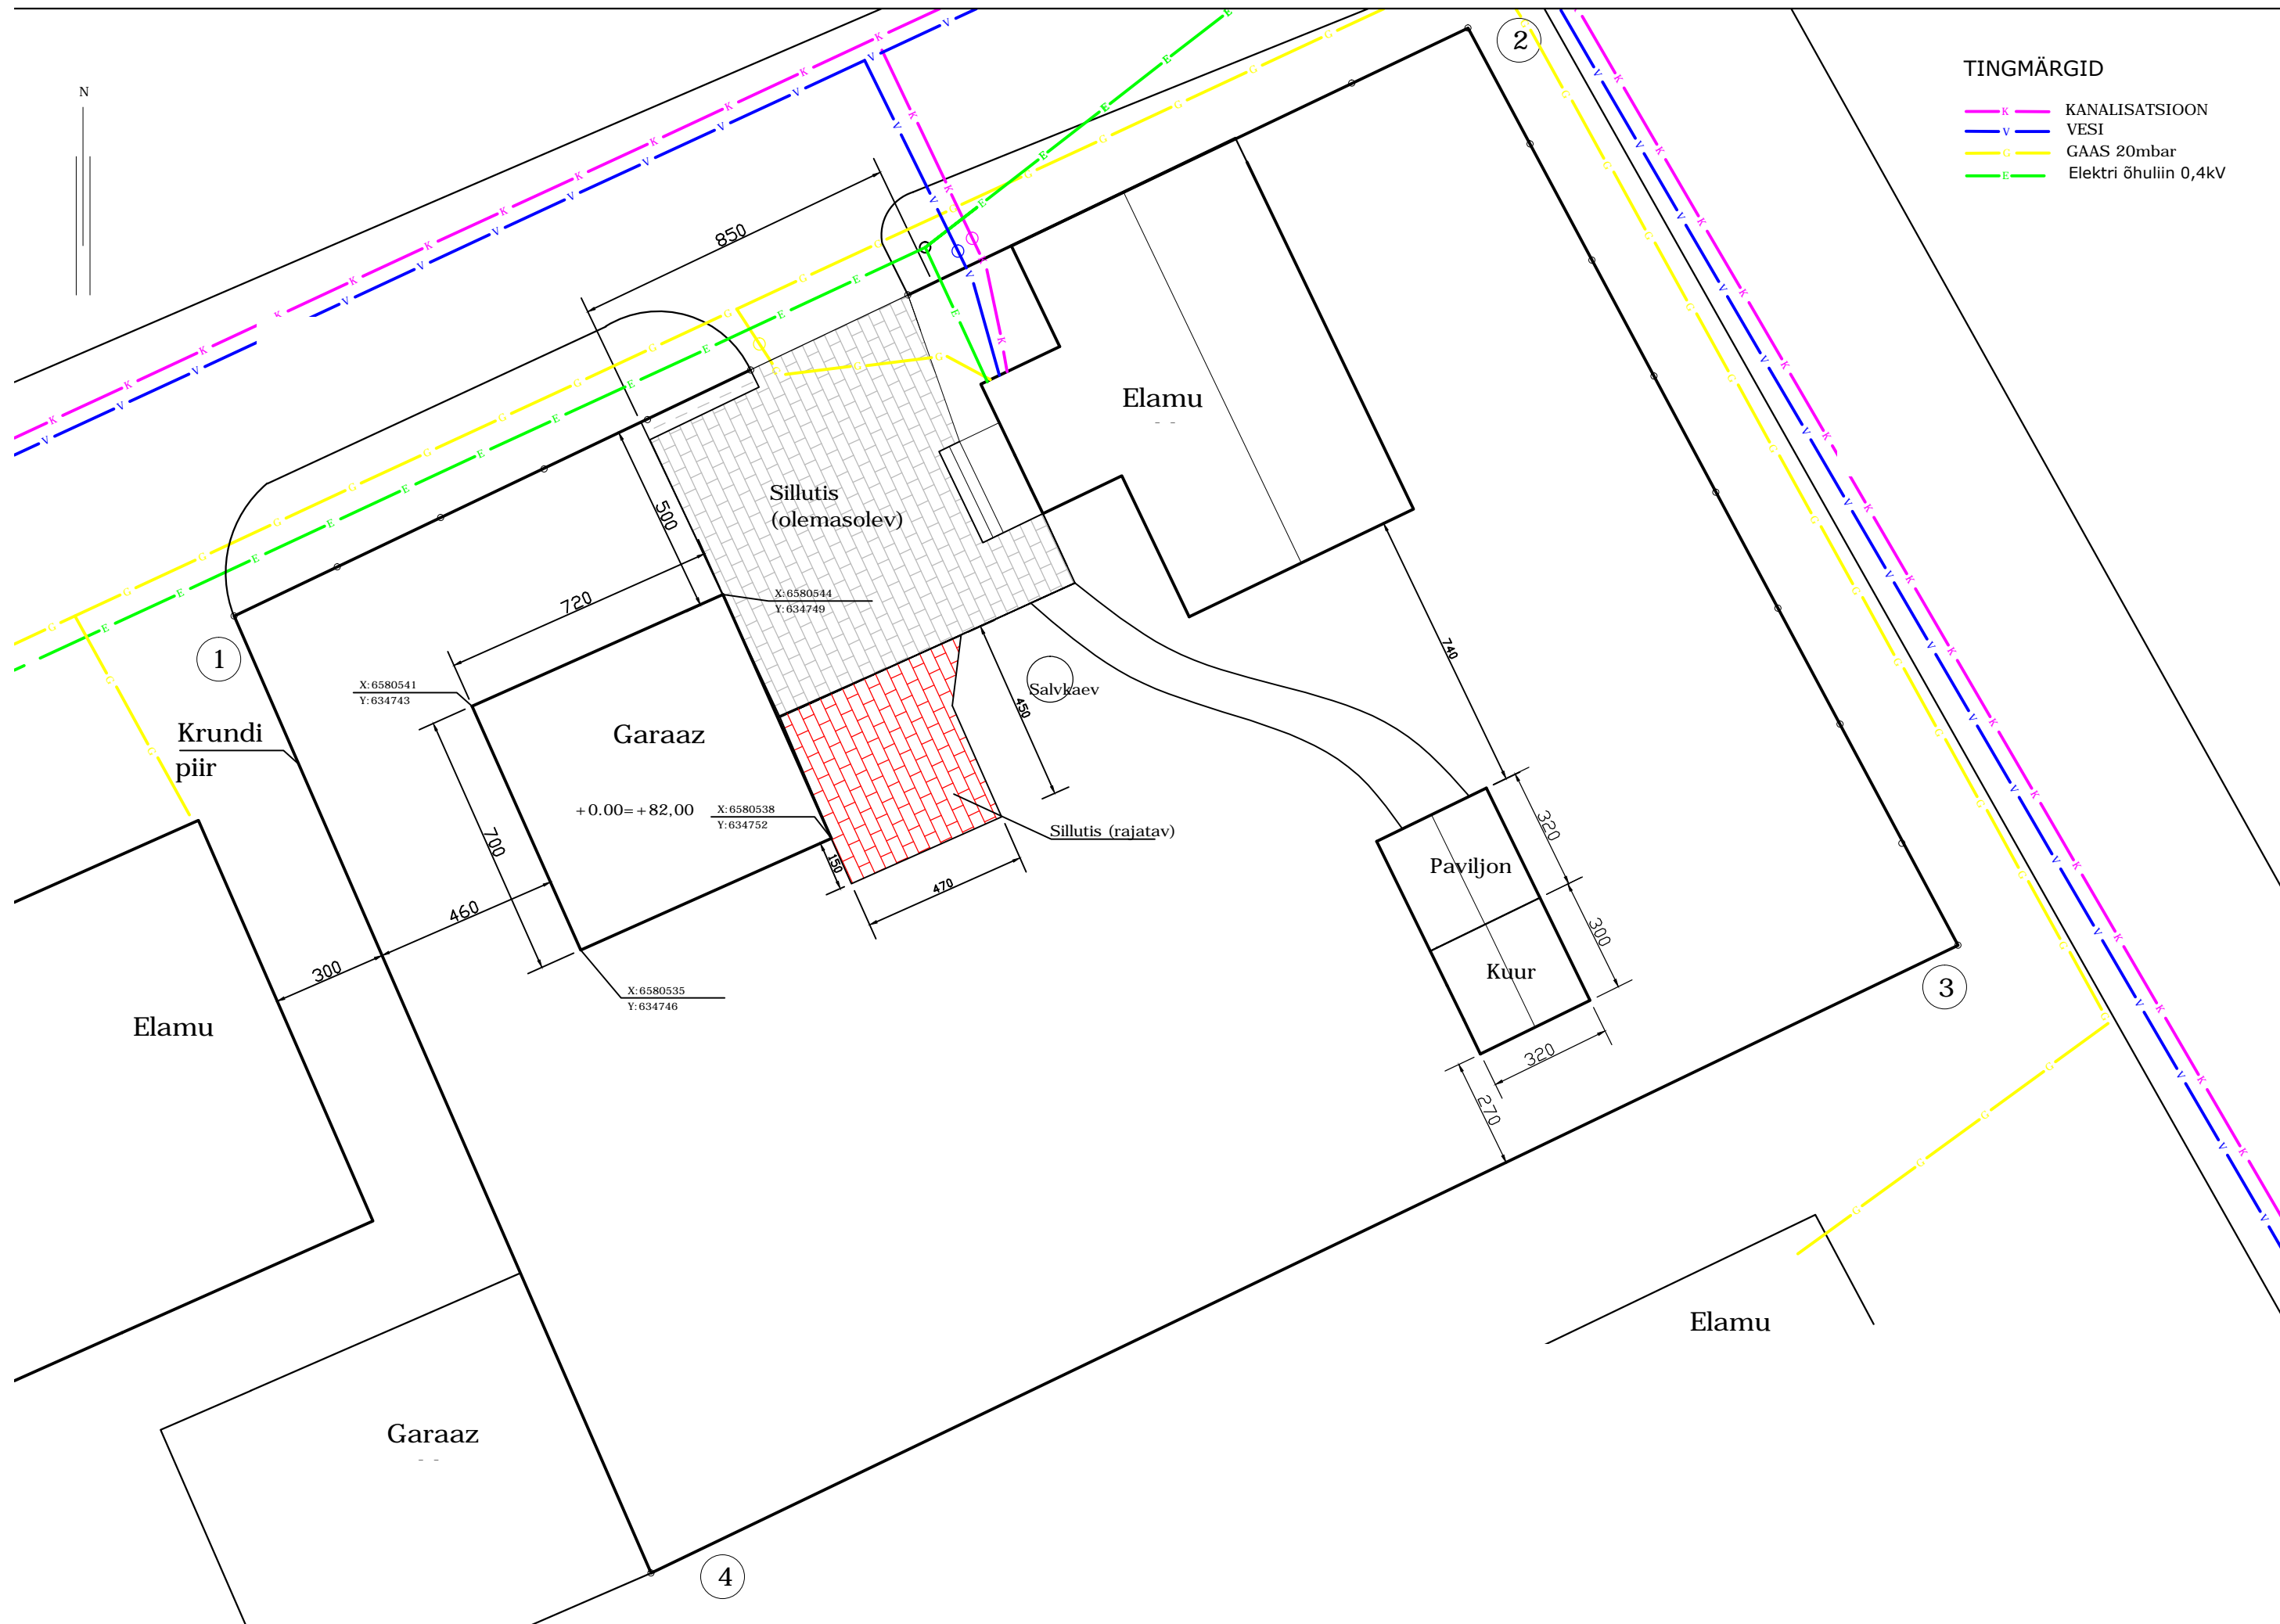 N
2
TINGMÄRGID
K KANALISATSIOON
V VESI
G GAAS 20mbar
E Elektri õhuliin 0,4kV
850
Elamu
Sillutis
(olemasolev)
500
720
X:6580544
Y:634749
1
740
X:6580541
Y:634743
Salvkaev
450
Krundi
piir
Garaaz
+0.00=+82,00
X:6580538
Y:634752
Sillutis (rajatav)
700
150
470
320
Paviljon
460
300
300
Kuur
3
X:6580535
Y:634746
Elamu
320
270
Elamu
Garaaz
4